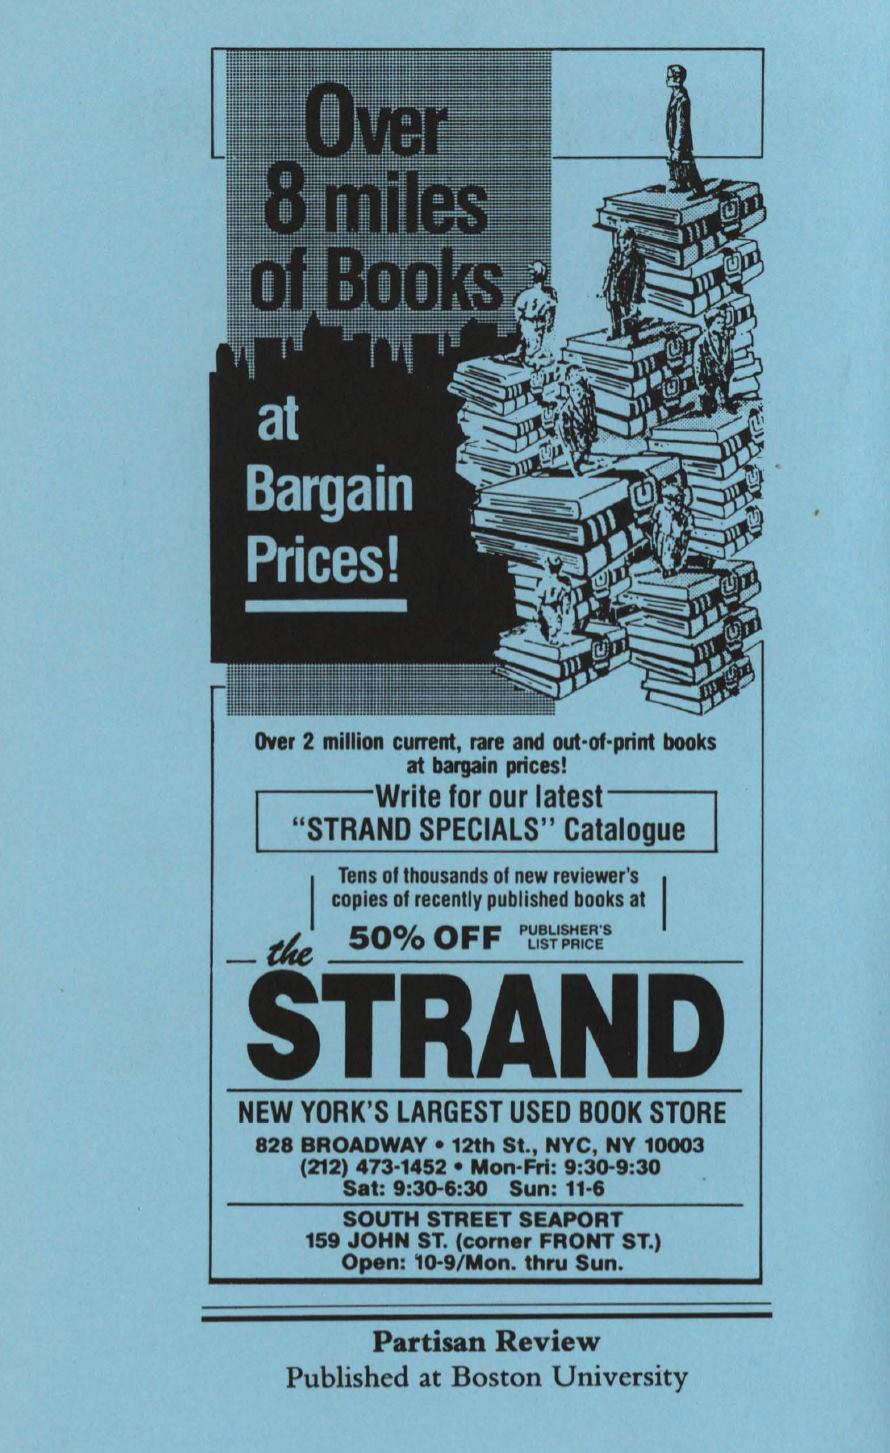 Over
8 miles
of Books
at
Bargain
Prices!
Over 2 million current, rare and out-of-print books
at bargain prices!
Write for our latest
“STRAND SPECIALS” Catalogue
Tens of thousands of new reviewer's
copies of recently published books at
50% OFF PUBLISHER'S LIST PRICE
the
STRAND
NEW YORK'S LARGEST USED BOOK STORE
828 BROADWAY • 12th St., NYC, NY 10003
(212) 473-1452 • Mon-Fri: 9:30-9:30
Sat: 9:30-6:30 Sun: 11-6
SOUTH STREET SEAPORT
159 JOHN ST. (corner FRONT ST.)
Open: 10-9/Mon. thru Sun.
Partisan Review
Published at Boston University